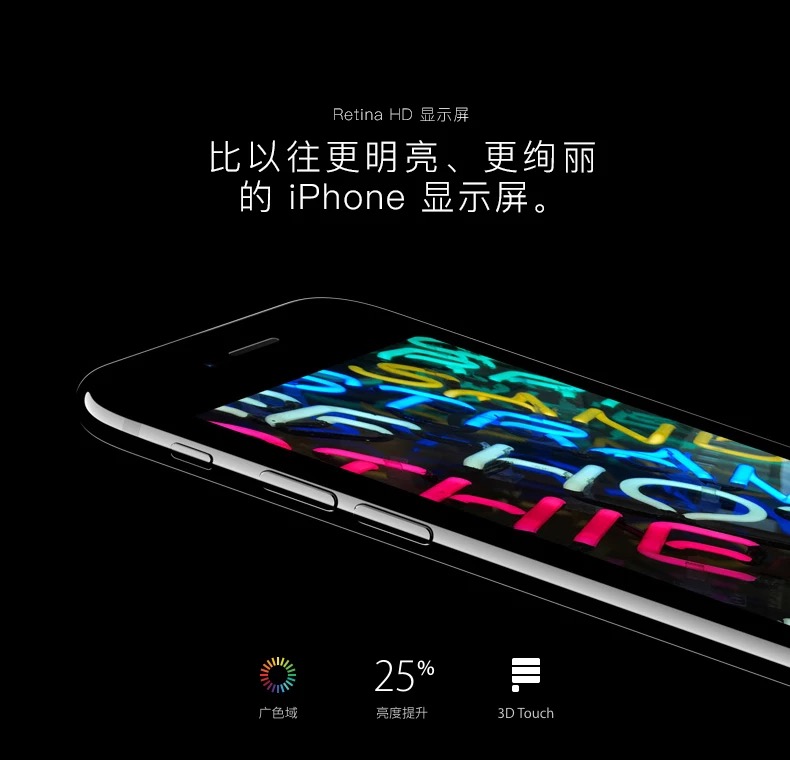 Retina HD 显示屏
比以往更明亮、更绚丽
的 iPhone 显示屏。
25%
广色域
亮度提升
3D Touch